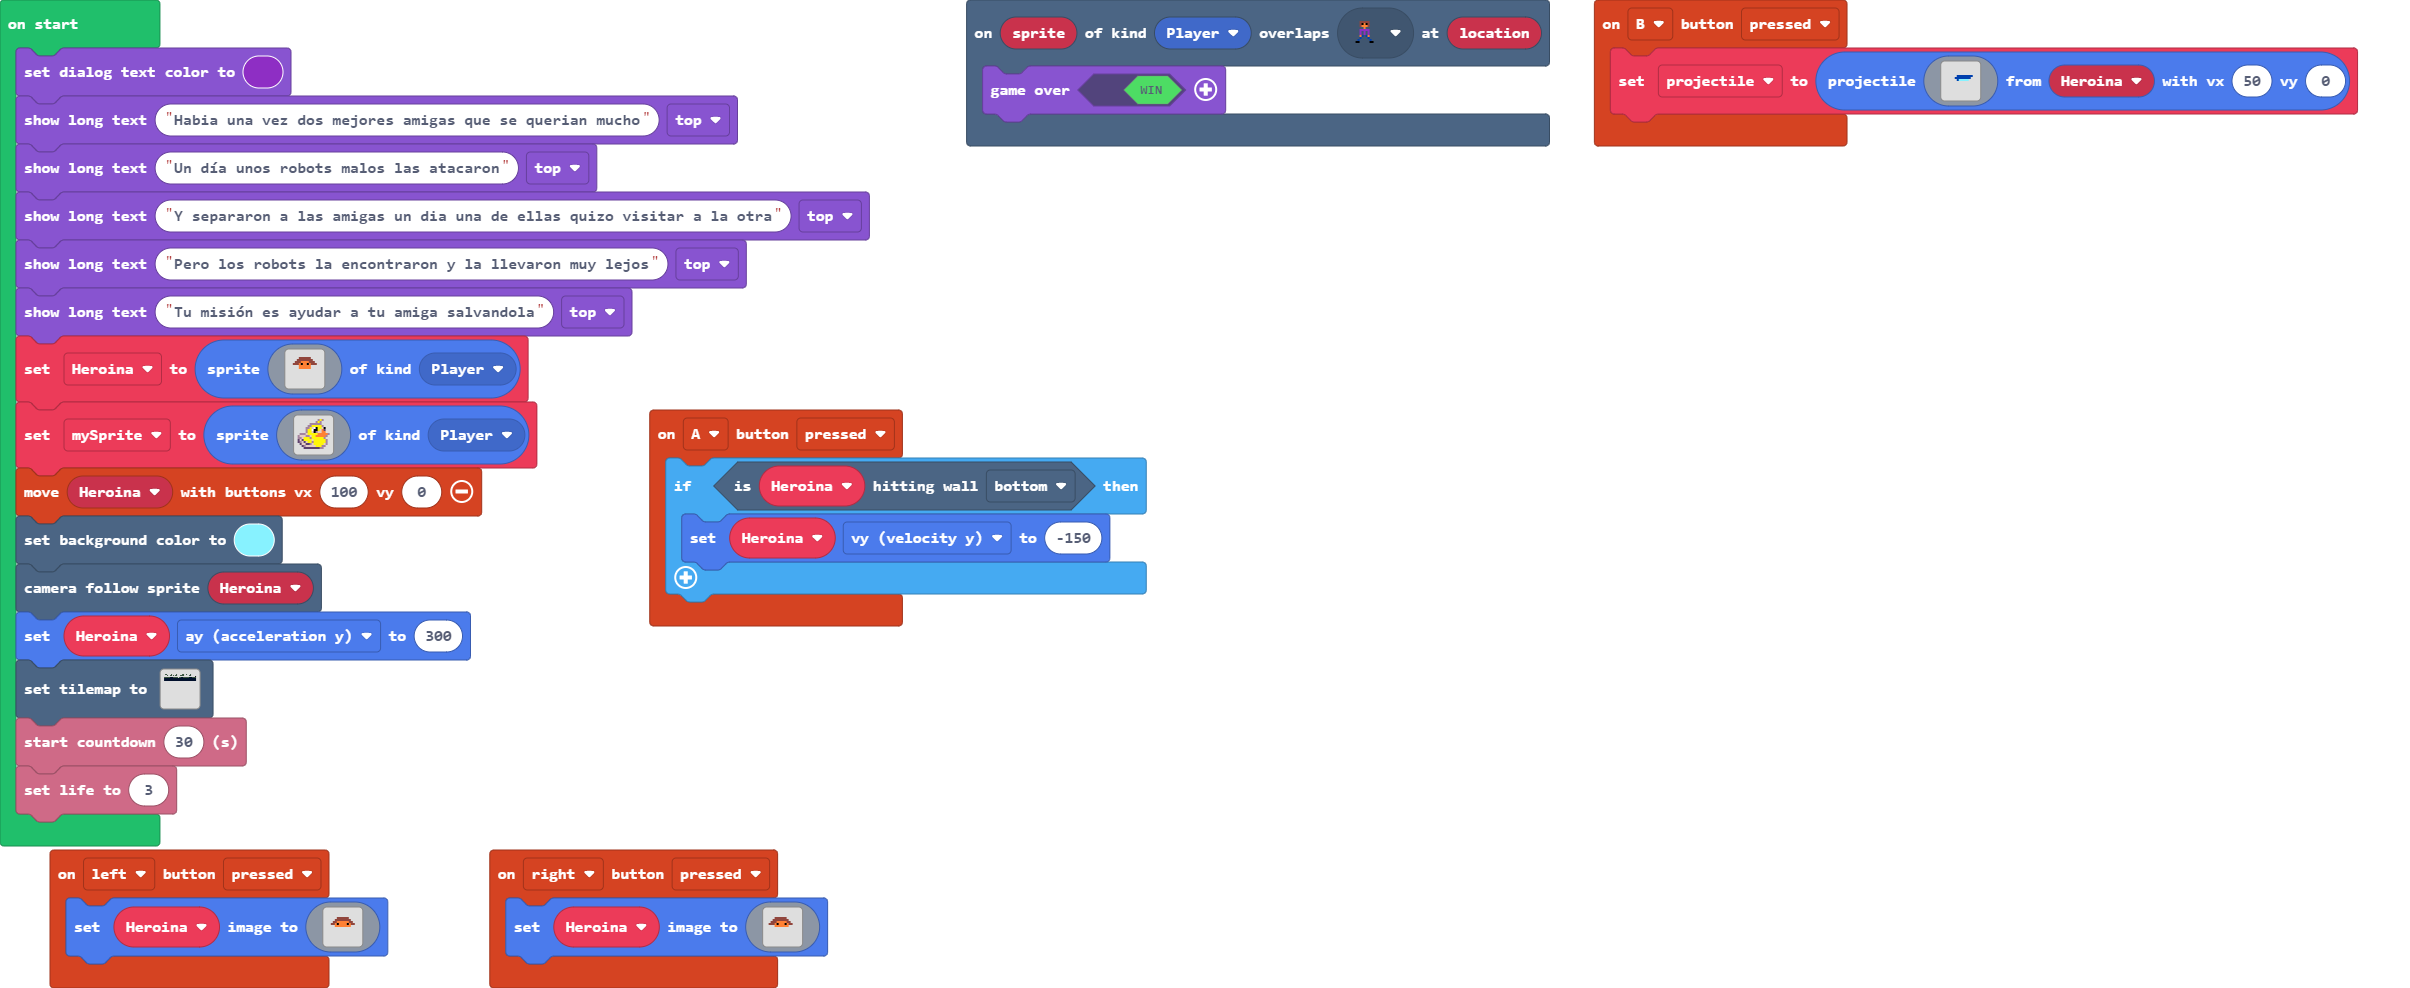 on start
set dialog text color to
show long text "Habia una vez dos mejores amigas que se querian mucho" top
show long text "Un día unos robots malos las atacaron" top
show long text "Y separaron a las amigas un dia una de ellas quizo visitar a la otra" top
show long text "Pero los robots la encontraron y la llevaron muy lejos" top
show long text "Tu misión es ayudar a tu amiga salvandola" top
set Heroina to sprite of kind Player
set mySprite to sprite of kind Player
move Heroina with buttons vx 100 vy 0
set background color to
camera follow sprite Heroina
set Heroina ay (acceleration y) to 300
set tilemap to
start countdown 30 (s)
set life to 3
on sprite of kind Player overlaps at location
game over WIN
on B button pressed
set projectile to projectile from Heroina with vx 50 vy 0
on A button pressed
if is Heroina hitting wall bottom then
set Heroina vy (velocity y) to -150
on left button pressed
set Heroina image to
on right button pressed
set Heroina image to